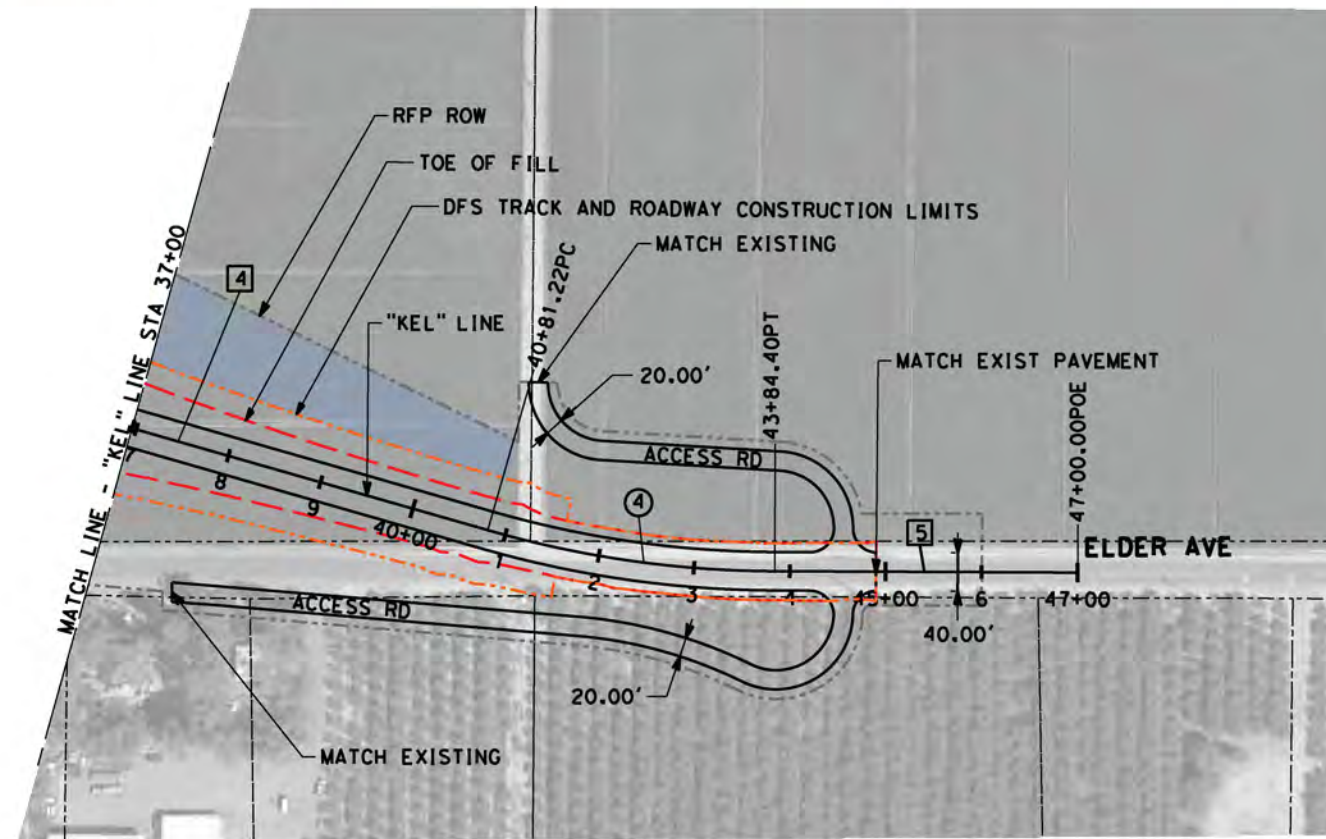 RFP ROW
TOE OF FILL
DFS TRACK AND ROADWAY CONSTRUCTION LIMITS
MATCH EXISTING
40+81.22PC
4
"KEL" LINE
MATCH LINE - "KEL" LINE STA 37+00
20.00'
43+84.40PT
MATCH EXIST PAVEMENT
47+00.00POE
ACCESS RD
7
8
9
40+00
4
5
ELDER AVE
2
3
4
45+00
6
47+00
40.00'
ACCESS RD
20.00'
MATCH EXISTING